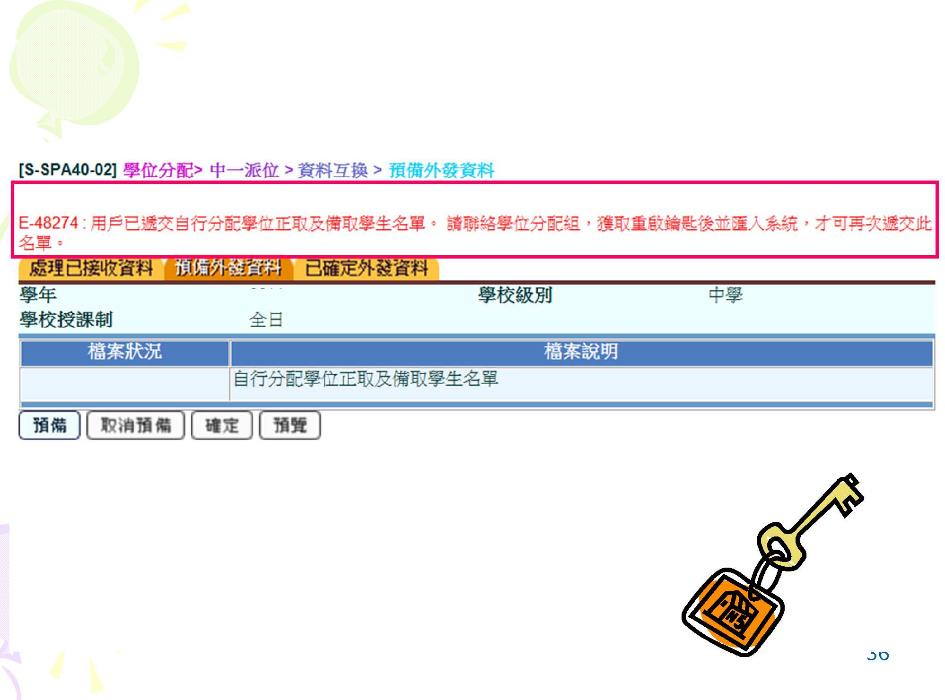 [S-SPA40-02] 學位分配> 中一派位 > 資料互換 > 預備外發資料
E-48274 : 用戶已遞交自行分配學位正取及備取學生名單。 請聯絡學位分配組，獲取重啟鑰匙後並匯入系統，才可再次遞交此
名單。
處理已接收資料 預備外發資料 已確定外發資料
學年 學校級別 中學
學校授課制 全日
檔案狀況 檔案說明
自行分配學位正取及備取學生名單
預備 取消預備 確定 預覽
36